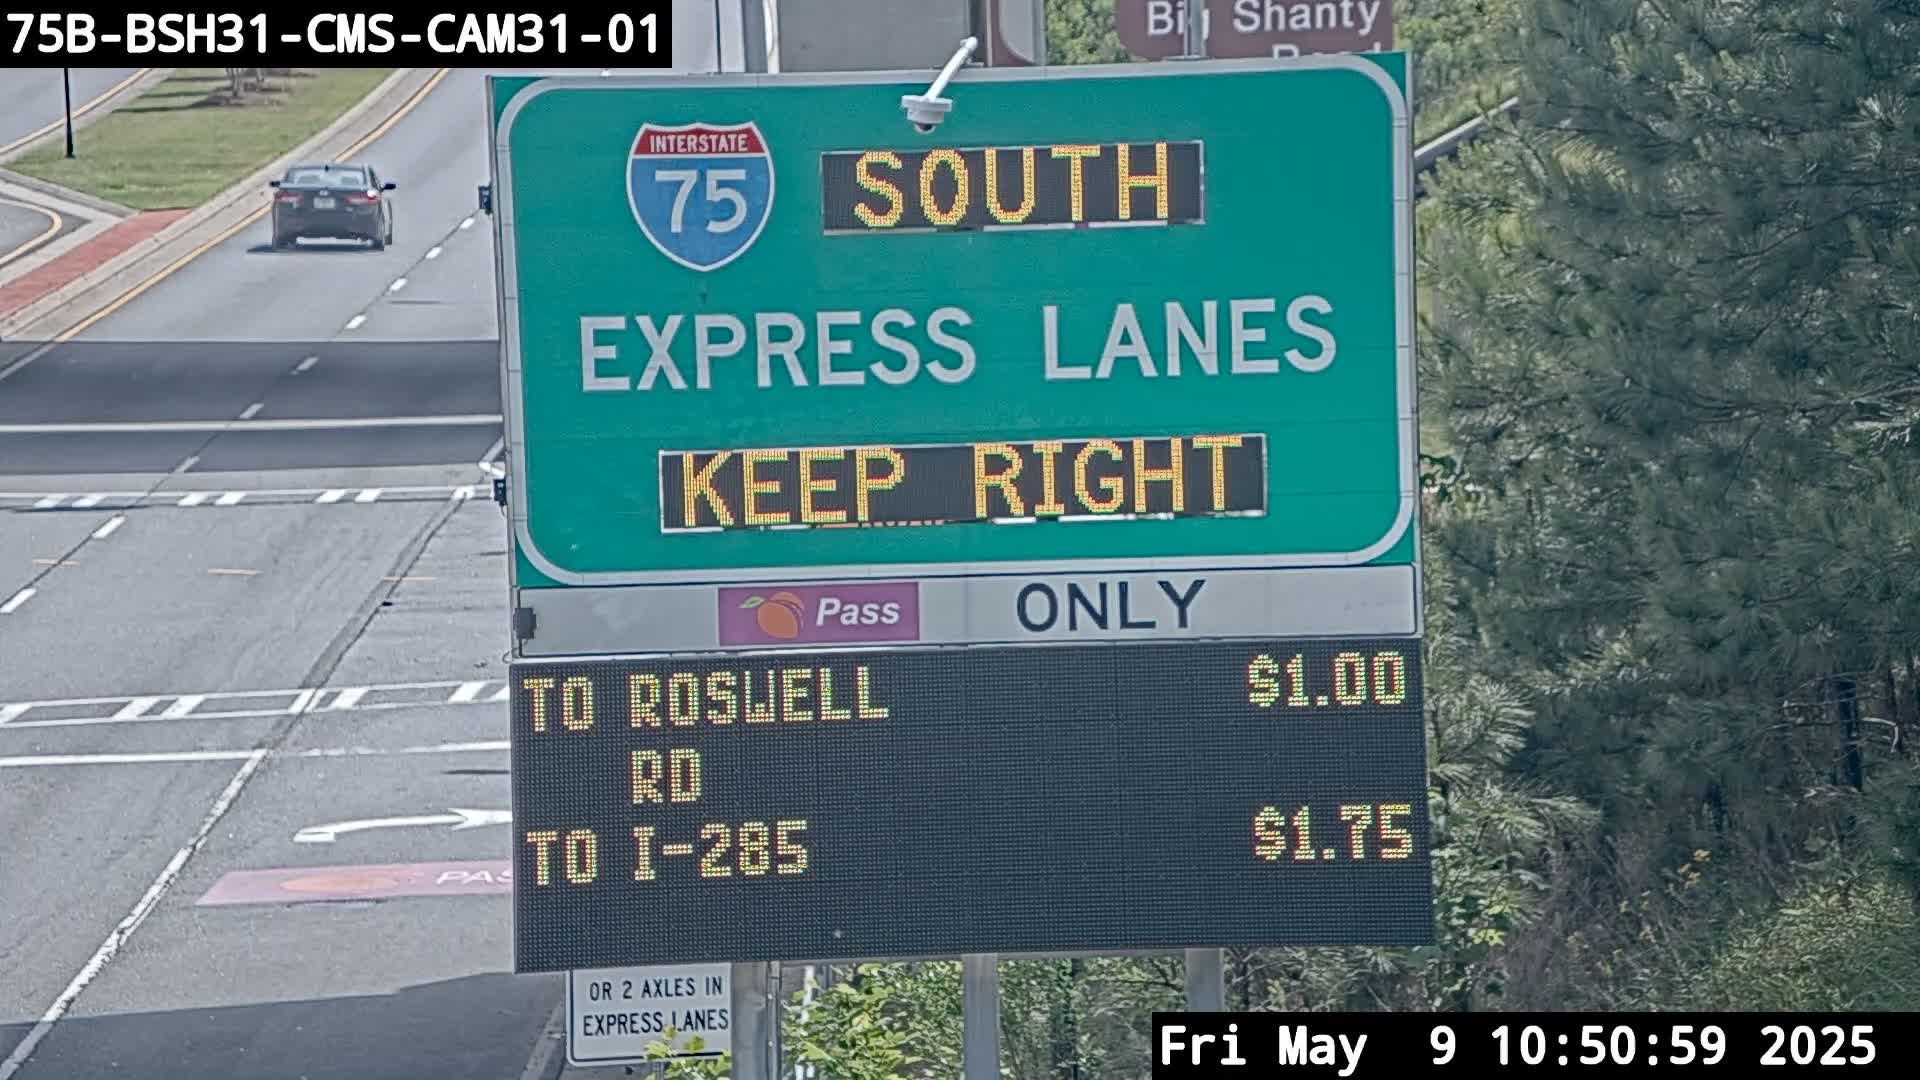 75B-BSH31-CMS-CAM31-01
Big Shanty
Road
INTERSTATE
75
SOUTH
EXPRESS LANES
KEEP RIGHT
Pass
ONLY
TO ROSWELL $1.00
RD
TO I-285 $1.75
OR 2 AXLES IN
EXPRESS LANES
Fri May 9 10:50:59 2025